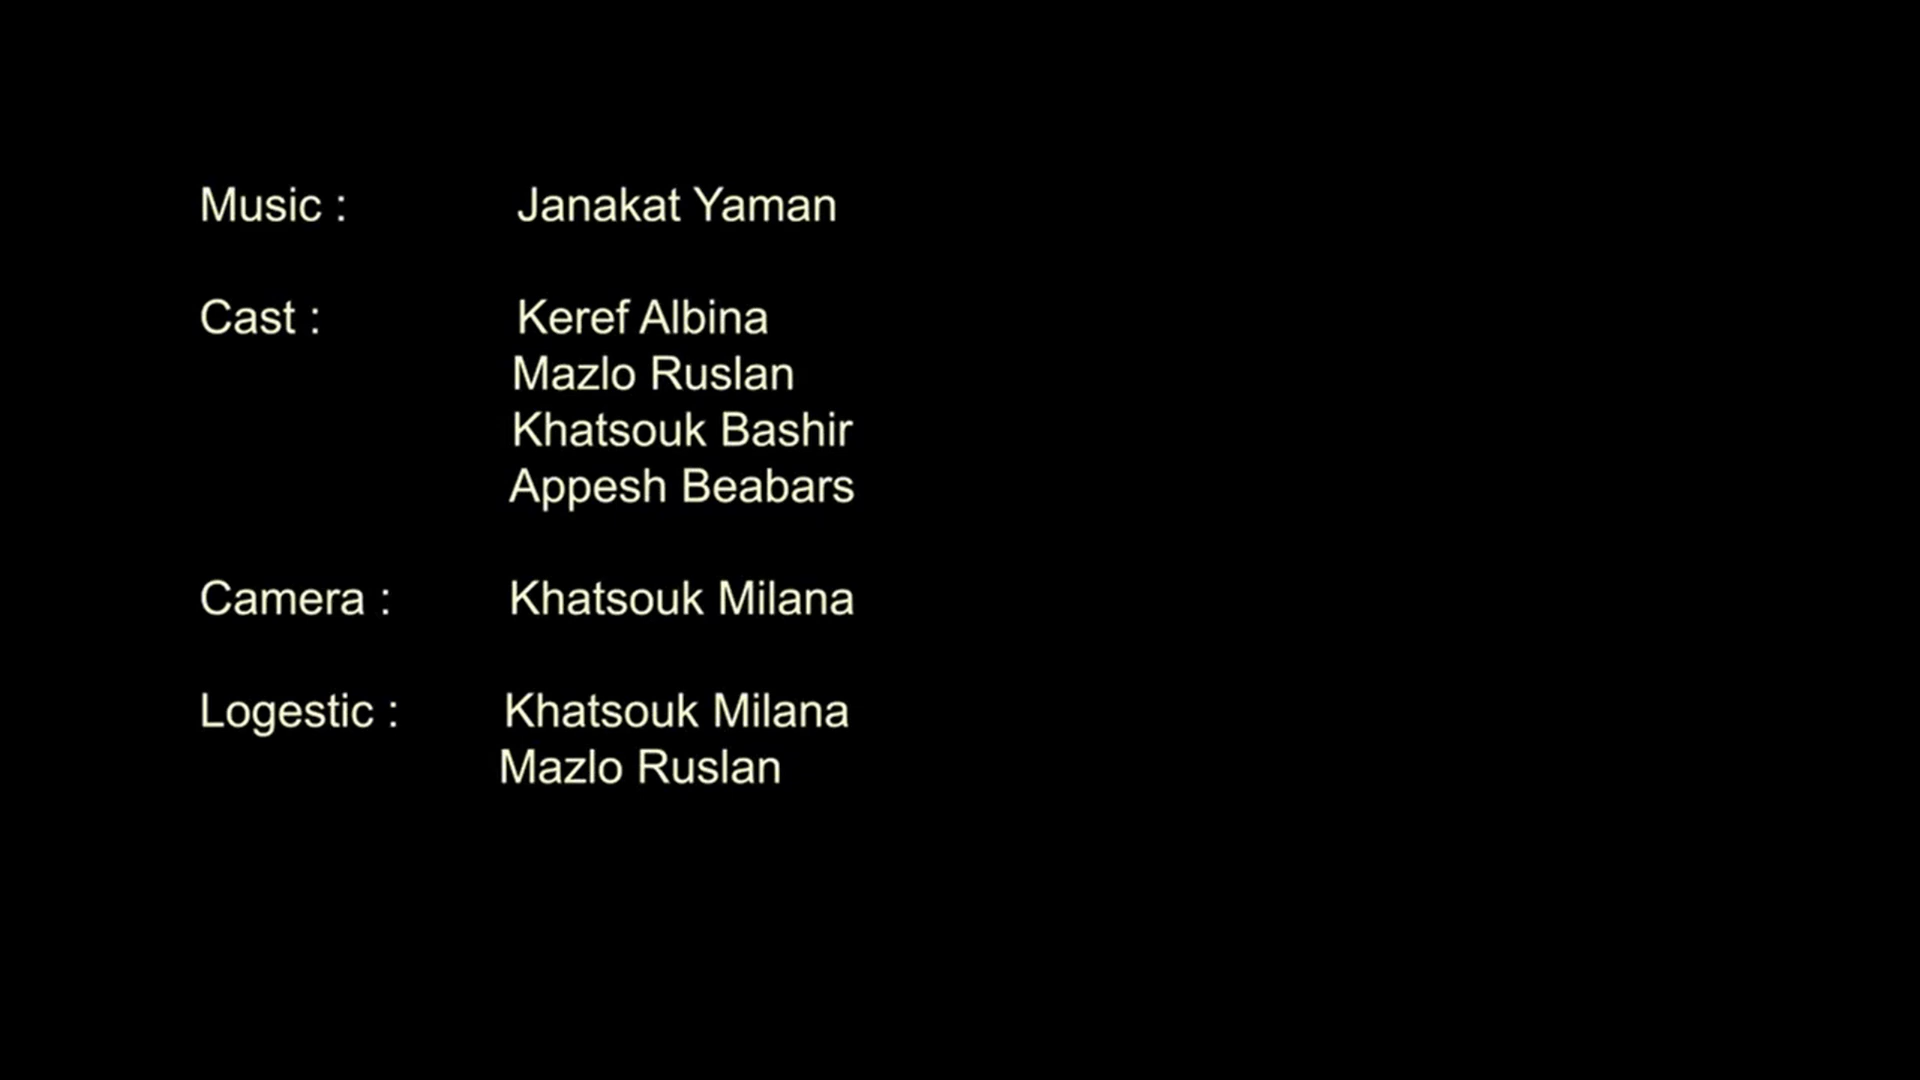 Music : Janakat Yaman
Cast : Keref Albina
Mazlo Ruslan
Khatsouk Bashir
Appesh Beabars
Camera : Khatsouk Milana
Logestic : Khatsouk Milana
Mazlo Ruslan